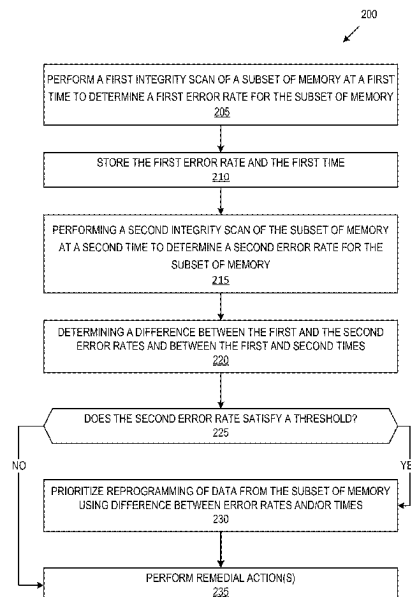 200
PERFORM A FIRST INTEGRITY SCAN OF A SUBSET OF MEMORY AT A FIRST
TIME TO DETERMINE A FIRST ERROR RATE FOR THE SUBSET OF MEMORY
205
STORE THE FIRST ERROR RATE AND THE FIRST TIME
210
PERFORMING A SECOND INTEGRITY SCAN OF THE SUBSET OF MEMORY
AT A SECOND TIME TO DETERMINE A SECOND ERROR RATE FOR THE
SUBSET OF MEMORY
215
DETERMINING A DIFFERENCE BETWEEN THE FIRST AND THE SECOND
ERROR RATES AND BETWEEN THE FIRST AND SECOND TIMES
220
DOES THE SECOND ERROR RATE SATISFY A THRESHOLD?
225
NO
YE
PRIORITIZE REPROGRAMMING OF DATA FROM THE SUBSET OF MEMORY
USING DIFFERENCE BETWEEN ERROR RATES AND/OR TIMES
230
PERFORM REMEDIAL ACTION(S)
235